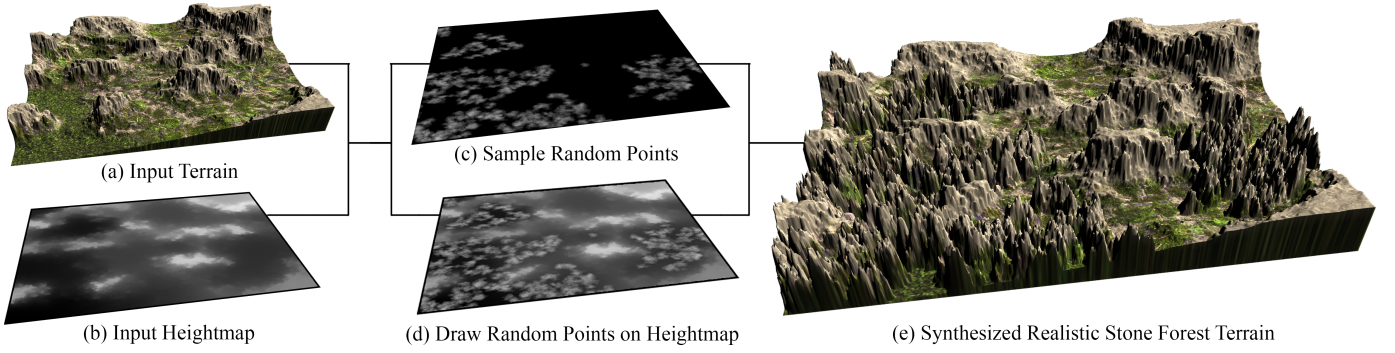 (a) Input Terrain
(b) Input Heightmap
(c) Sample Random Points
(d) Draw Random Points on Heightmap
(e) Synthesized Realistic Stone Forest Terrain